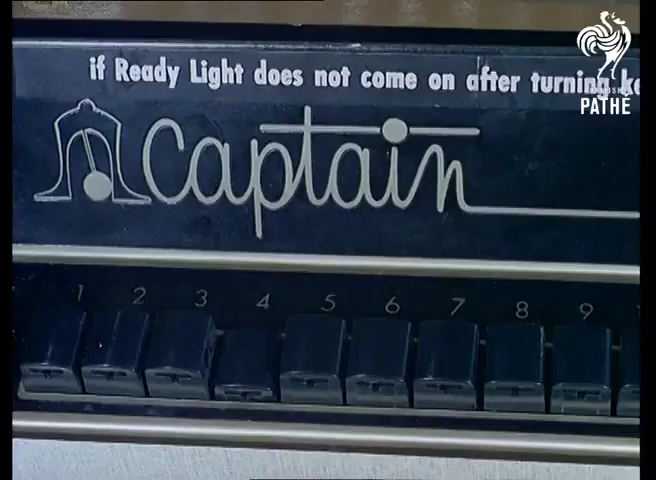 if Ready Light does not come on after turning
BRITISH
PATHÉ
Captain
1 2 3 4 5 6 7 8 9